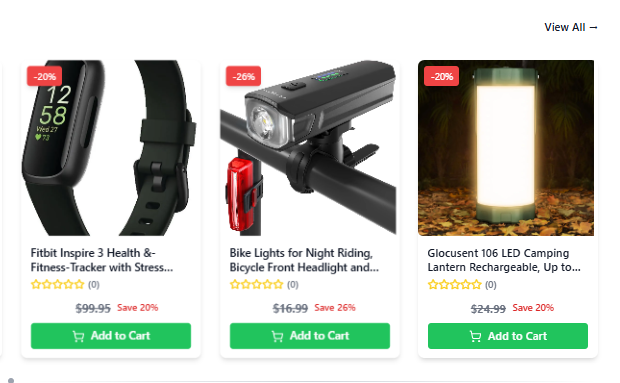 View All →
-20%
12
58
Wed 27
72
Fitbit Inspire 3 Health &-
Fitness-Tracker with Stress...
(0)
$99.95 Save 20%
Add to Cart
-26%
Bike Lights for Night Riding,
Bicycle Front Headlight and...
(0)
$16.99 Save 26%
Add to Cart
-20%
Glocusent 106 LED Camping
Lantern Rechargeable, Up to...
(0)
$24.99 Save 20%
Add to Cart